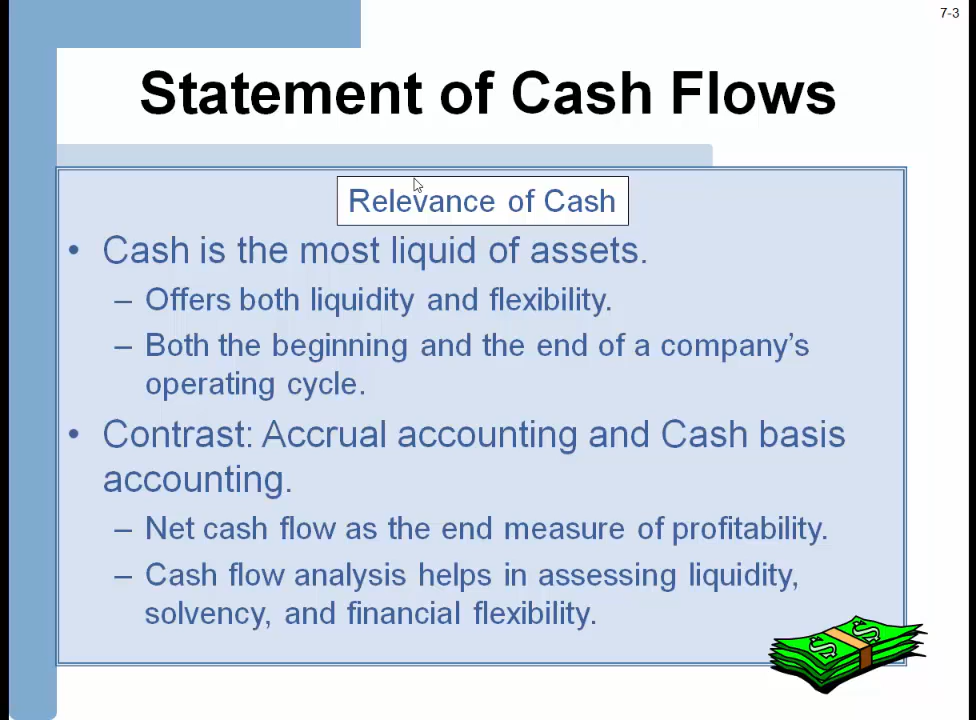 7-3
Statement of Cash Flows
Relevance of Cash
• Cash is the most liquid of assets.
– Offers both liquidity and flexibility.
– Both the beginning and the end of a company’s
operating cycle.
• Contrast: Accrual accounting and Cash basis
accounting.
– Net cash flow as the end measure of profitability.
– Cash flow analysis helps in assessing liquidity,
solvency, and financial flexibility.
$ $